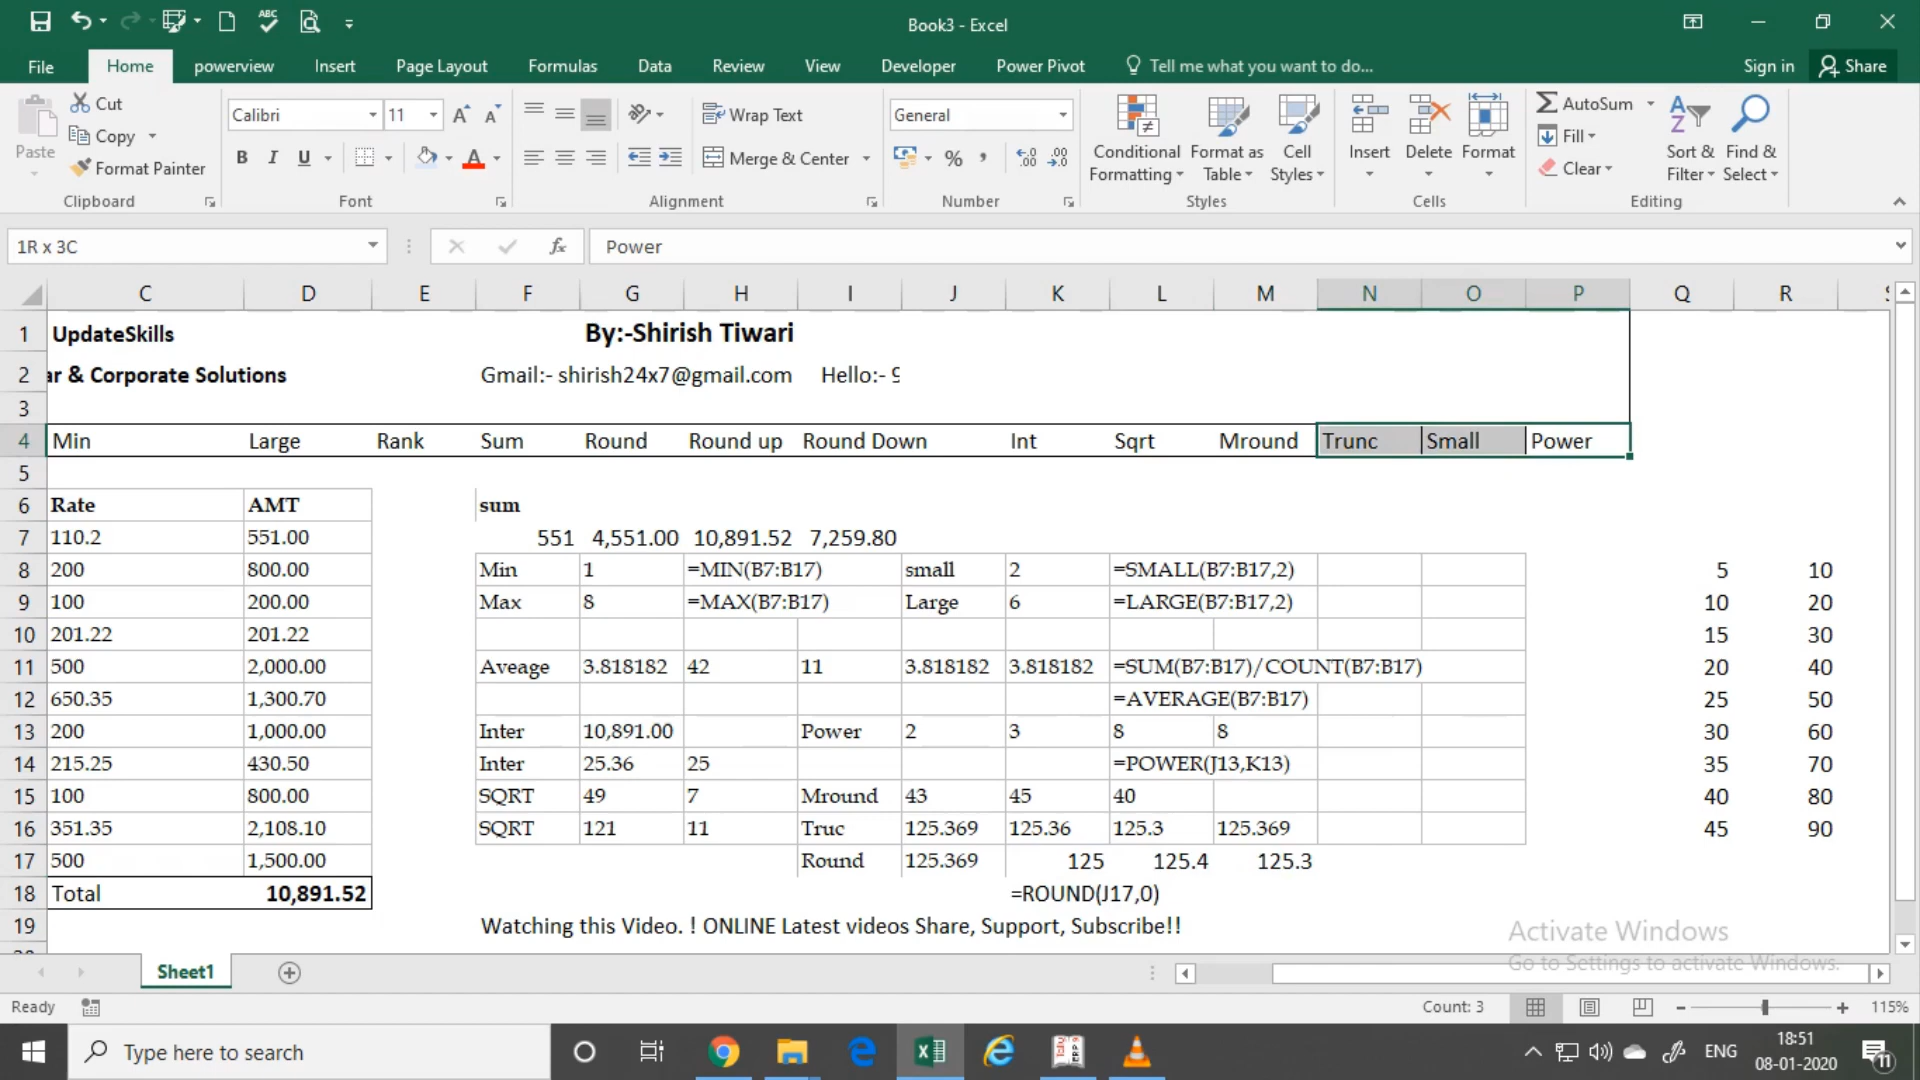 Book3 - Excel
File Home powerview Insert Page Layout Formulas Data Review View Developer Power Pivot Tell me what you want to do... Sign in Share
Paste Cut Copy Format Painter Clipboard
Calibri 11 B I U A Font
Wrap Text Merge & Center Alignment
General % Number
Conditional Formatting Format as Table Cell Styles Styles
Insert Delete Format Cells
AutoSum Fill Clear Sort & Filter Find & Select Editing
1R x 3C fx Power
C D E F G H I J K L M N O P Q R
1 UpdateSkills By:-Shirish Tiwari
2 ar & Corporate Solutions Gmail:- shirish24x7@gmail.com Hello:- 9
3
4 Min Large Rank Sum Round Round up Round Down Int Sqrt Mround Trunc Small Power
5
6 Rate AMT sum
7 110.2 551.00 551 4,551.00 10,891.52 7,259.80
8 200 800.00 Min 1 =MIN(B7:B17) small 2 =SMALL(B7:B17,2) 5 10
9 100 200.00 Max 8 =MAX(B7:B17) Large 6 =LARGE(B7:B17,2) 10 20
10 201.22 201.22 15 30
11 500 2,000.00 Aveage 3.818182 42 11 3.818182 3.818182 =SUM(B7:B17)/COUNT(B7:B17) 20 40
12 650.35 1,300.70 =AVERAGE(B7:B17) 25 50
13 200 1,000.00 Inter 10,891.00 Power 2 3 8 8 30 60
14 215.25 430.50 Inter 25.36 25 =POWER(J13,K13) 35 70
15 100 800.00 SQRT 49 7 Mround 43 45 40 40 80
16 351.35 2,108.10 SQRT 121 11 Truc 125.369 125.36 125.3 125.369 45 90
17 500 1,500.00 Round 125.369 125 125.4 125.3
18 Total 10,891.52 =ROUND(J17,0)
19 Watching this Video. ! ONLINE Latest videos Share, Support, Subscribe!!
Activate Windows
Go to Settings to activate Windows.
Sheet1
Ready Count: 3 115%
Type here to search ENG 18:51
08-01-2020 11